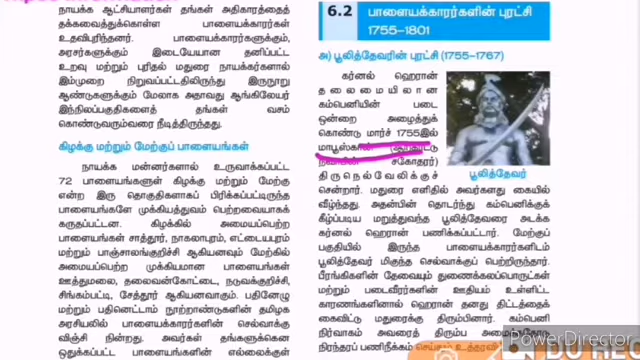 நாயக்க ஆட்சியாளர்கள் தங்கள் அதிகாரத்தைத்
தக்கவைத்துக்கொள்ள பாளையக்காரர்கள்
உதவிபுரிந்தனர். பாளையக்காரர்களுக்கும்,
அரசர்களுக்கும் இடையேயான தனிப்பட்ட
உறவு மற்றும் புரிதல் மதுரை நாயக்கர்களால்
இம்முறை நிறுவப்பட்டதிலிருந்து இருநூறு
ஆண்டுகளுக்கும் மேலாக அதாவது ஆங்கிலேயர்
இந்நிலப்பகுதிகளைத் தங்கள் வசம்
கொண்டுவரும்வரை நீடித்திருந்தது.
கிழக்கு மற்றும் மேற்குப் பாளையங்கள்
நாயக்க மன்னர்களால் உருவாக்கப்பட்ட
72 பாளையங்களுள் கிழக்கு மற்றும் மேற்கு
என்ற இரு தொகுதிகளாகப் பிரிக்கப்பட்டிருந்த
பாளையங்களே முக்கியத்துவம் பெற்றவையாகக்
கருதப்பட்டன. கிழக்கில் அமையப்பெற்ற
பாளையங்கள் சாத்தூர், நாகலாபுரம், எட்டையபுரம்
மற்றும் பாஞ்சாலங்குறிச்சி ஆகியனவும் மேற்கில்
அமையப்பெற்ற முக்கியமான பாளையங்கள்
ஊத்துமலை, தலைவன்கோட்டை, நடுவக்குறிச்சி,
சிங்கம்பட்டி, சேத்தூர் ஆகியனவாகும். பதினேழு
மற்றும் பதினெட்டாம் நூற்றாண்டுகளின் தமிழக
அரசியலில் பாளையக்காரர்களின் செல்வாக்கு
விஞ்சி நின்றது. அவர்கள் தங்களுக்கென
ஒதுக்கப்பட்ட பாளையங்களின் எல்லைக்குள்
6.2 பாளையக்காரர்களின் புரட்சி
1755-1801
அ) பூலித்தேவரின் புரட்சி (1755-1767)
கர்னல் ஹெரான்
தலைமையிலான
கம்பெனியின் படை
ஒன்றை அழைத்துக்
கொண்டு மார்ச் 1755இல்
மாபூஸ்கான்
சகோதரர்)
திருநெல்வேலிக்குச்
பூலித்தேவர்
சென்றார். மதுரை எளிதில் அவர்களது கையில்
வீழ்ந்தது. அதன்பின் தொடர்ந்து கம்பெனிக்குக்
கீழ்ப்படிய மறுத்துவந்த பூலித்தேவரை அடக்க
கர்னல் ஹெரான் பணிக்கப்பட்டார். மேற்குப்
பகுதியில் இருந்த பாளையக்காரர்களிடம்
பூலித்தேவர் மிகுந்த செல்வாக்குப் பெற்றிருந்தார்.
பீரங்கிகளின் தேவையும் துணைக்கலப்பொருட்கள்
மற்றும் படைவீரர்களின் ஊதியம் உள்ளிட்ட
காரணங்களினால் ஹெரான் தனது திட்டத்தைக்
கைவிட்டு மதுரைக்கு திரும்பினார். கம்பெனி
நிர்வாகம் அவரைத் திரும்ப அழைத்ததோடு
நிரந்தரப் பணிநீக்கம் செய்தும்
PowerDirector